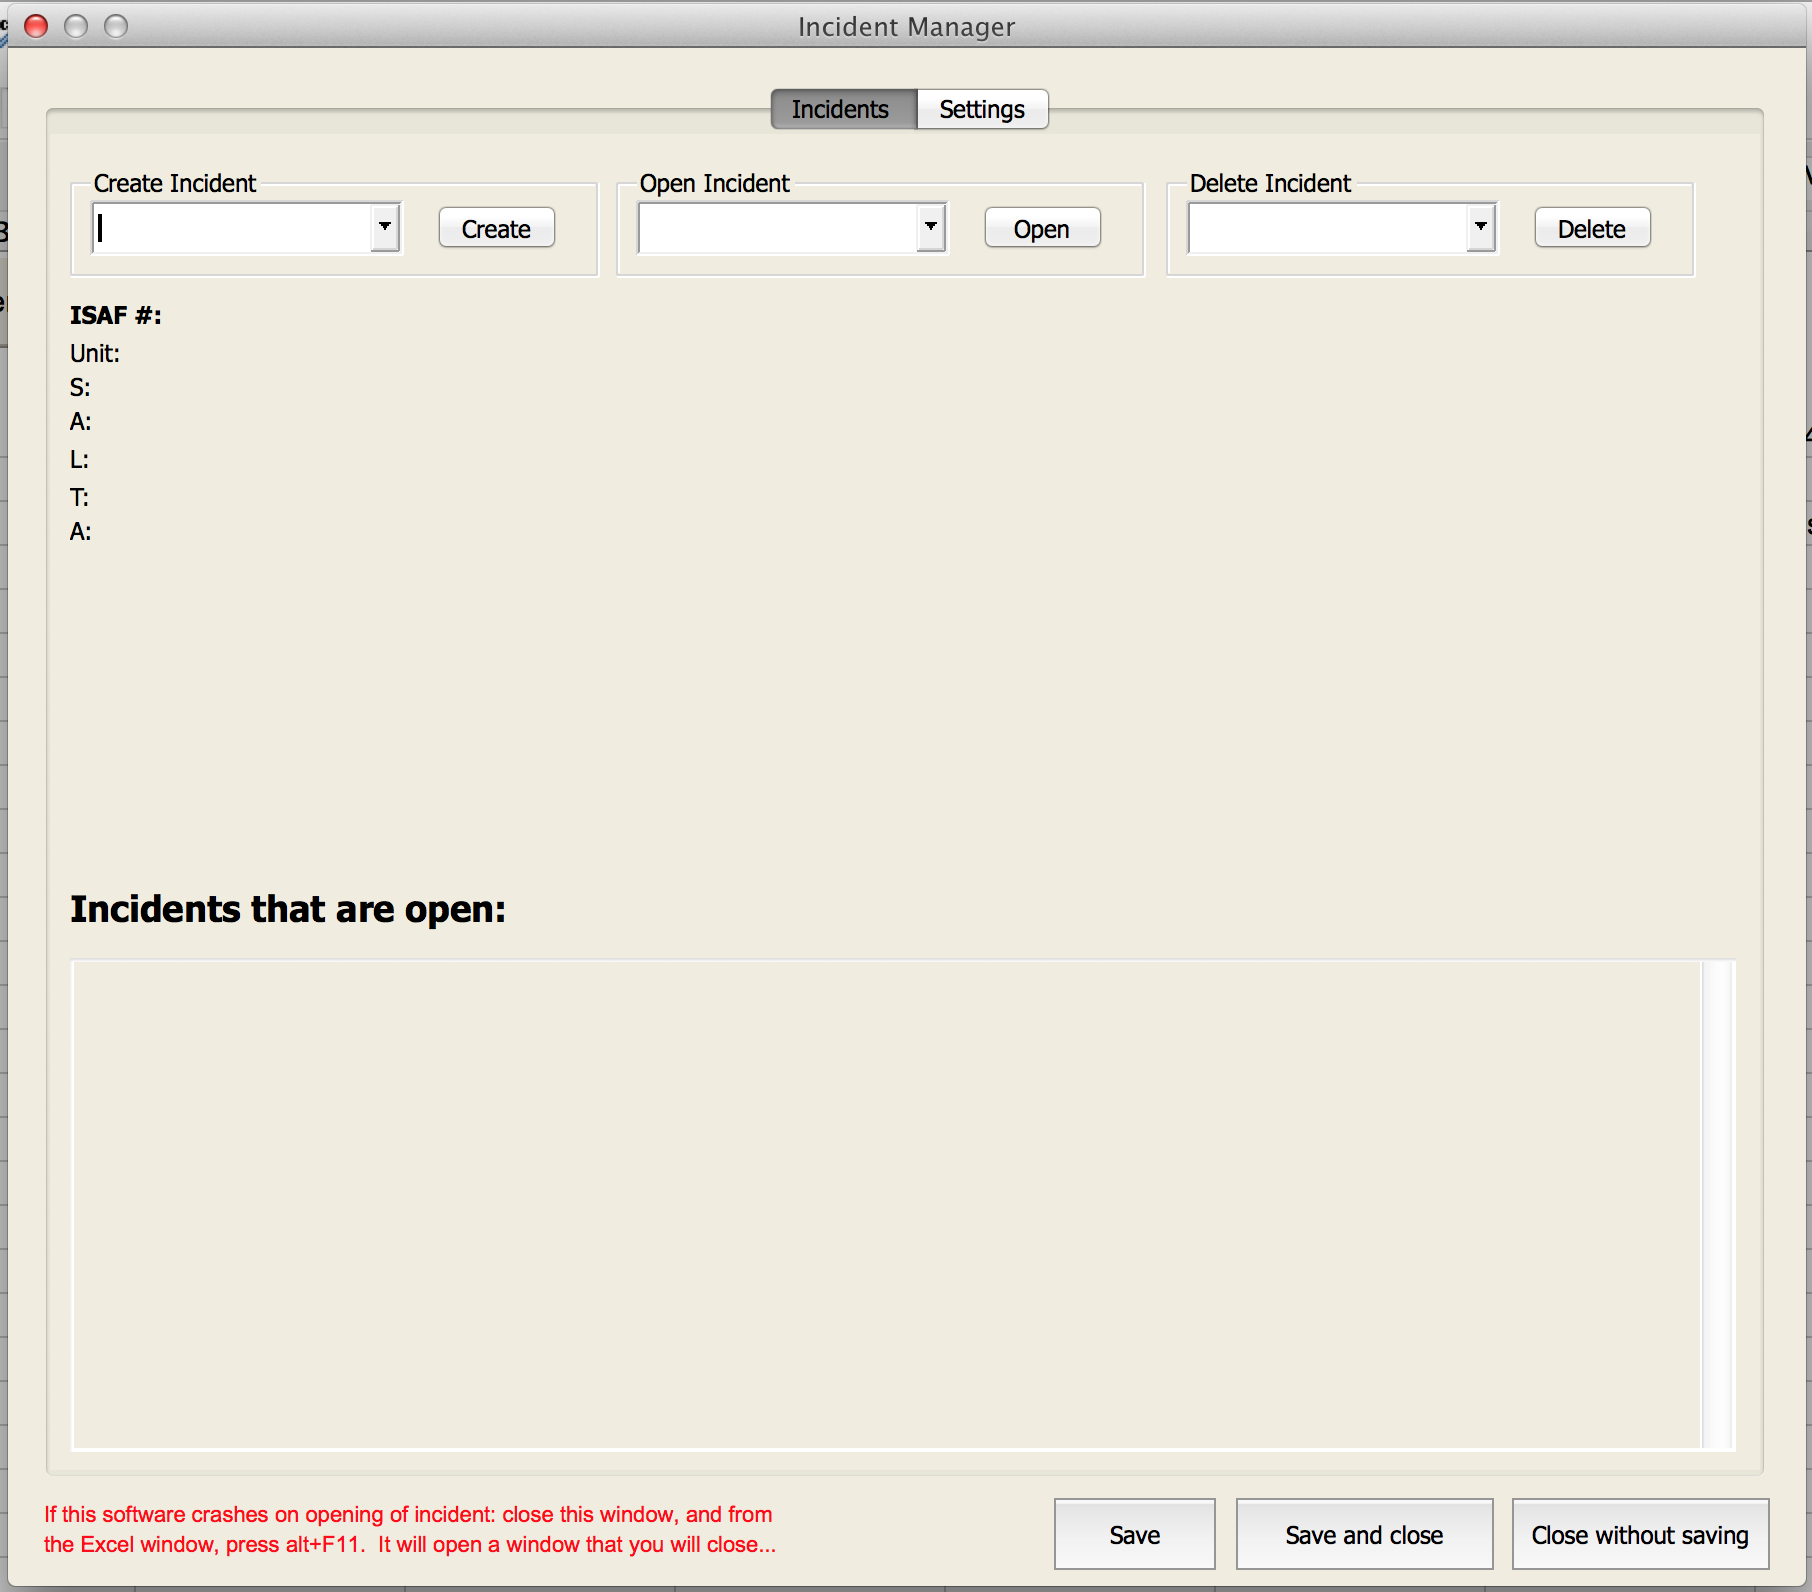 Incident Manager
Incidents Settings
Create Incident Open Incident Delete Incident
Create Open Delete
ISAF #:
Unit:
S:
A:
L:
T:
A:
Incidents that are open:
If this software crashes on opening of incident: close this window, and from
the Excel window, press alt+F11.  It will open a window that you will close...
Save Save and close Close without saving